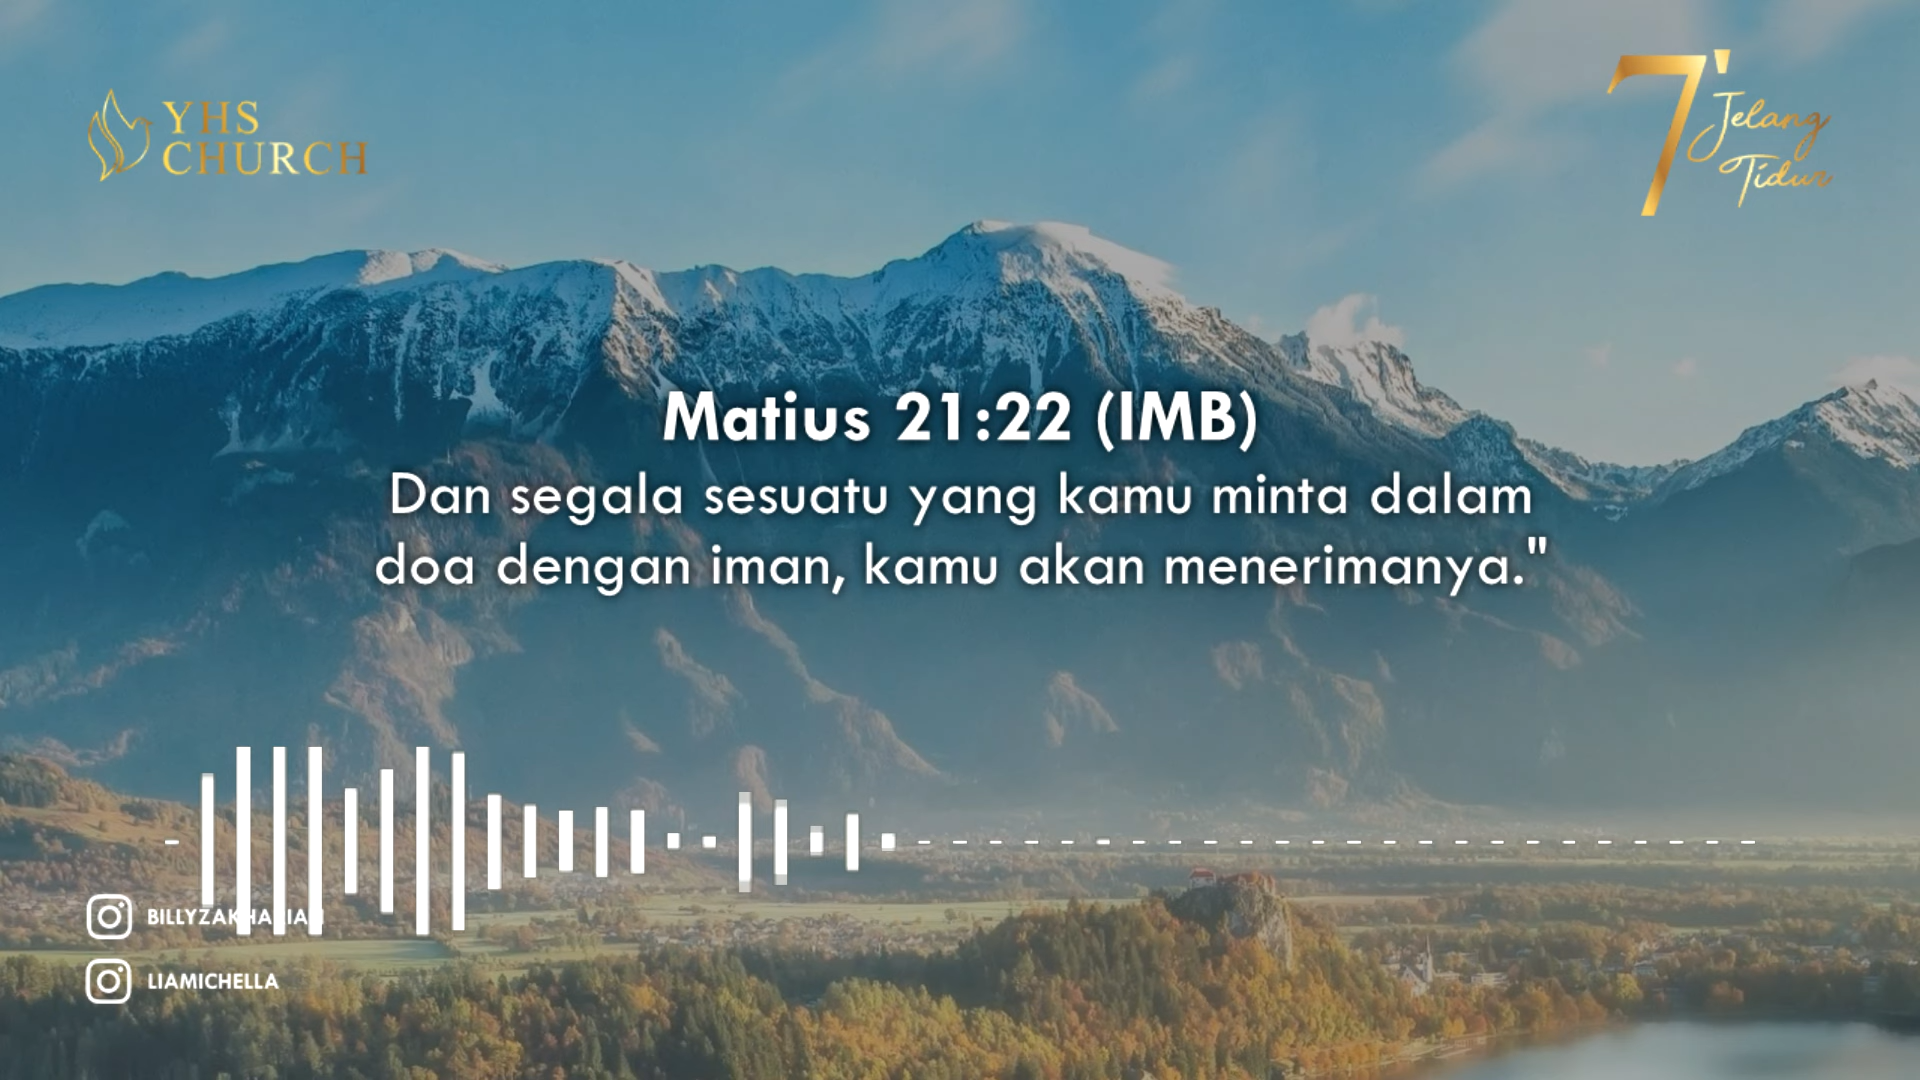 YHS
CHURCH
7' Jelang
Tidur
Matius 21:22 (IMB)
Dan segala sesuatu yang kamu minta dalam
doa dengan iman, kamu akan menerimanya."
LIAMICHELLA